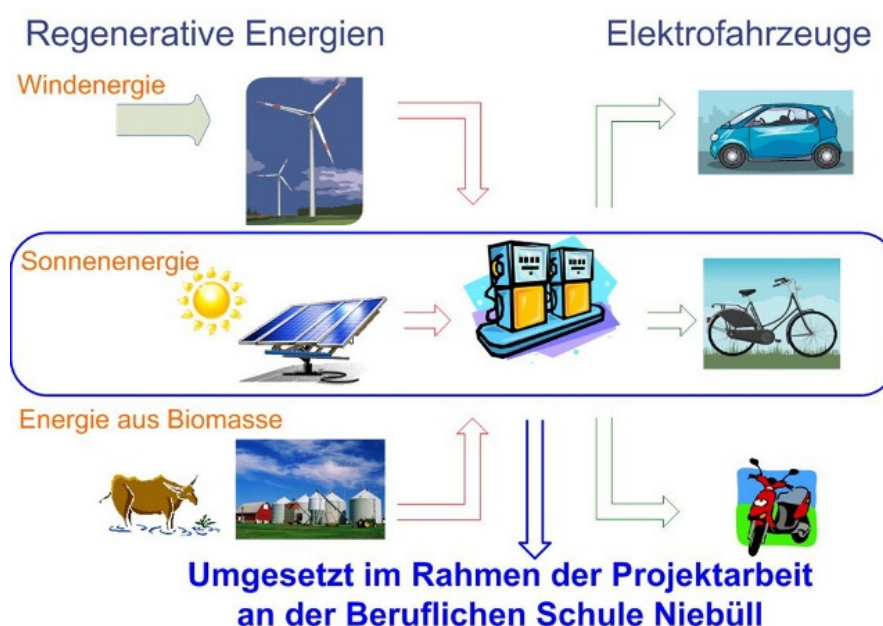 Regenerative Energien
Elektrofahrzeuge
Windenergie
Sonnenenergie
Energie aus Biomasse
Umgesetzt im Rahmen der Projektarbeit
an der Beruflichen Schule Niebüll